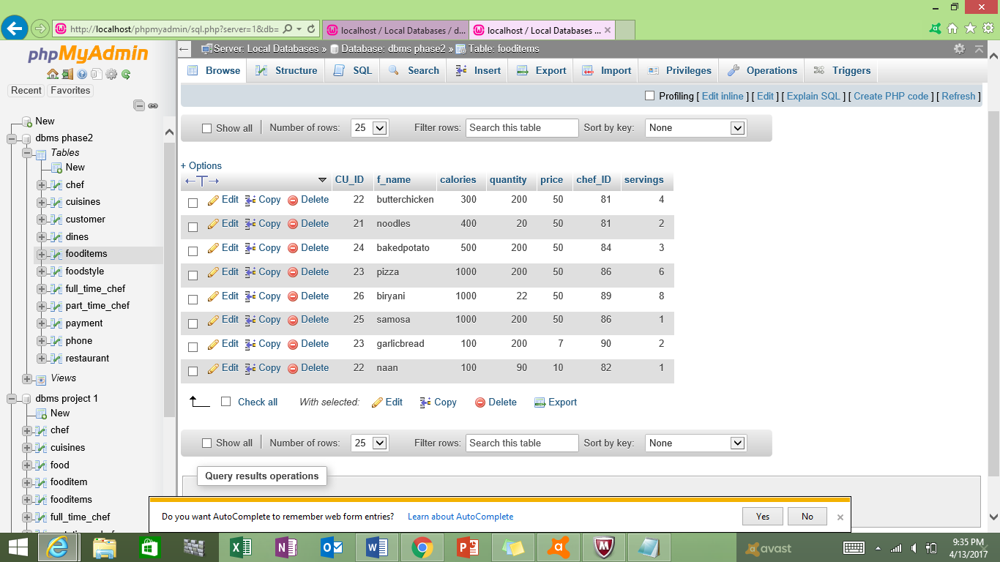 http://localhost/phpmyadmin/sql.php?server=1&db=
localhost / Local Databases / d...
localhost / Local Databases ...
phpMyAdmin
Recent Favorites
New
dbms phase2
Tables
New
chef
cuisines
customer
dines
fooditems
foodstyle
full_time_chef
part_time_chef
payment
phone
restaurant
Views
dbms project 1
New
chef
cuisines
food
fooditem
fooditems
full_time_chef
Server: Local Databases » Database: dbms phase2 » Table: fooditems
Browse Structure SQL Search Insert Export Import Privileges Operations Triggers
Profiling [ Edit inline ] [ Edit ] [ Explain SQL ] [ Create PHP code ] [ Refresh ]
Show all Number of rows: 25 Filter rows: Search this table Sort by key: None
+ Options
←T→ CU_ID f_name calories quantity price chef_ID servings
Edit Copy Delete 22 butterchicken 300 200 50 81 4
Edit Copy Delete 21 noodles 400 20 50 81 2
Edit Copy Delete 24 bakedpotato 500 200 50 84 3
Edit Copy Delete 23 pizza 1000 200 50 86 6
Edit Copy Delete 26 biryani 1000 22 50 89 8
Edit Copy Delete 25 samosa 1000 200 50 86 1
Edit Copy Delete 23 garlicbread 100 200 7 90 2
Edit Copy Delete 22 naan 100 90 10 82 1
Check all With selected: Edit Copy Delete Export
Show all Number of rows: 25 Filter rows: Search this table Sort by key: None
Query results operations
Do you want AutoComplete to remember web form entries? Learn about AutoComplete Yes No
avast
9:35 PM
4/13/2017